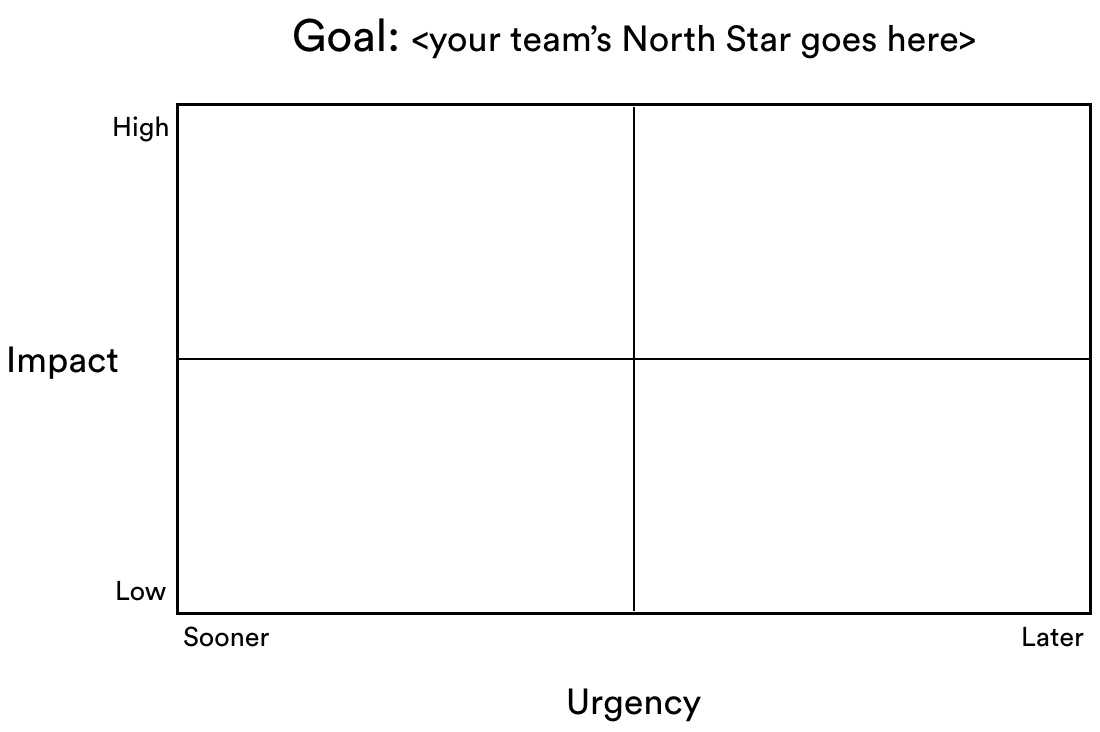 Goal: <your team’s North Star goes here>
High
Impact
Low
Sooner
Later
Urgency